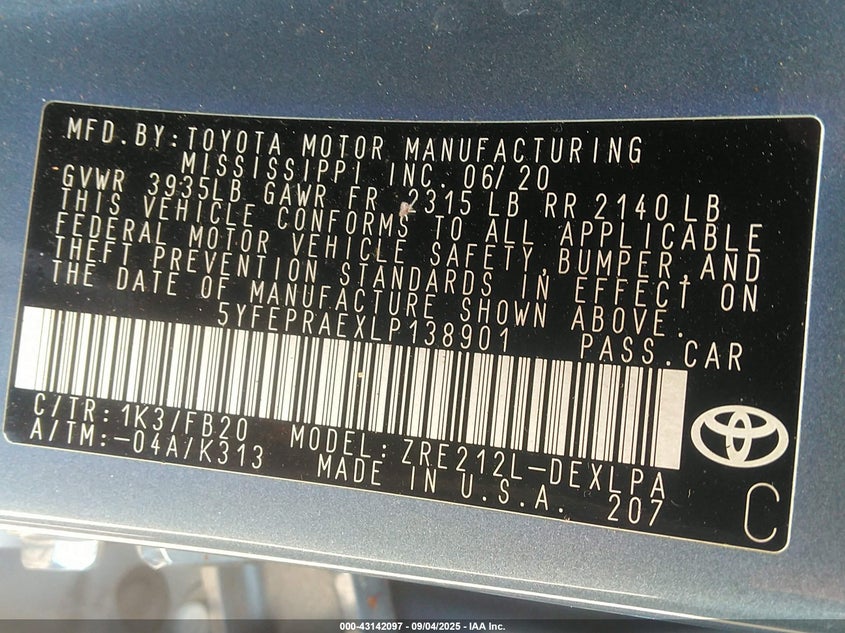 MFD.BY:TOYOTA MOTOR MANUFACTURING
MISSISSIPPI INC. 06/20
GVWR 3935LB GAWR FR 2315 LB RR 2140 LB
THIS VEHICLE CONFORMS TO ALL APPLICABLE
FEDERAL MOTOR VEHICLE SAFETY, BUMPER, AND
THEFT PREVENTION STANDARDS IN EFFECT ON
THE DATE OF MANUFACTURE SHOWN ABOVE.
5YFEPRAEXLP138901 PASS.CAR
C/TR: 1K3/FB20 MODEL: ZRE212L-DEXLPA
A/TM:-04A/K313 MADE IN U.S.A. 207
C
000-43142097 - 09/04/2025 - IAA Inc.